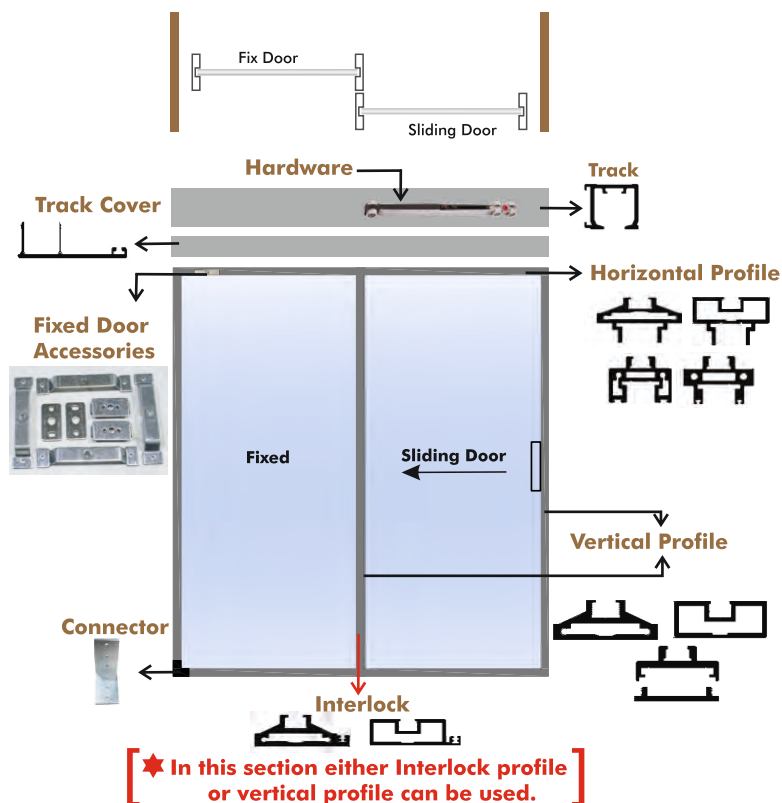 Fix Door
Sliding Door
Hardware
Track
Track Cover
Horizontal Profile
Fixed Door
Accessories
Fixed
Sliding Door
Vertical Profile
Connector
Interlock
In this section either Interlock profile
or vertical profile can be used.